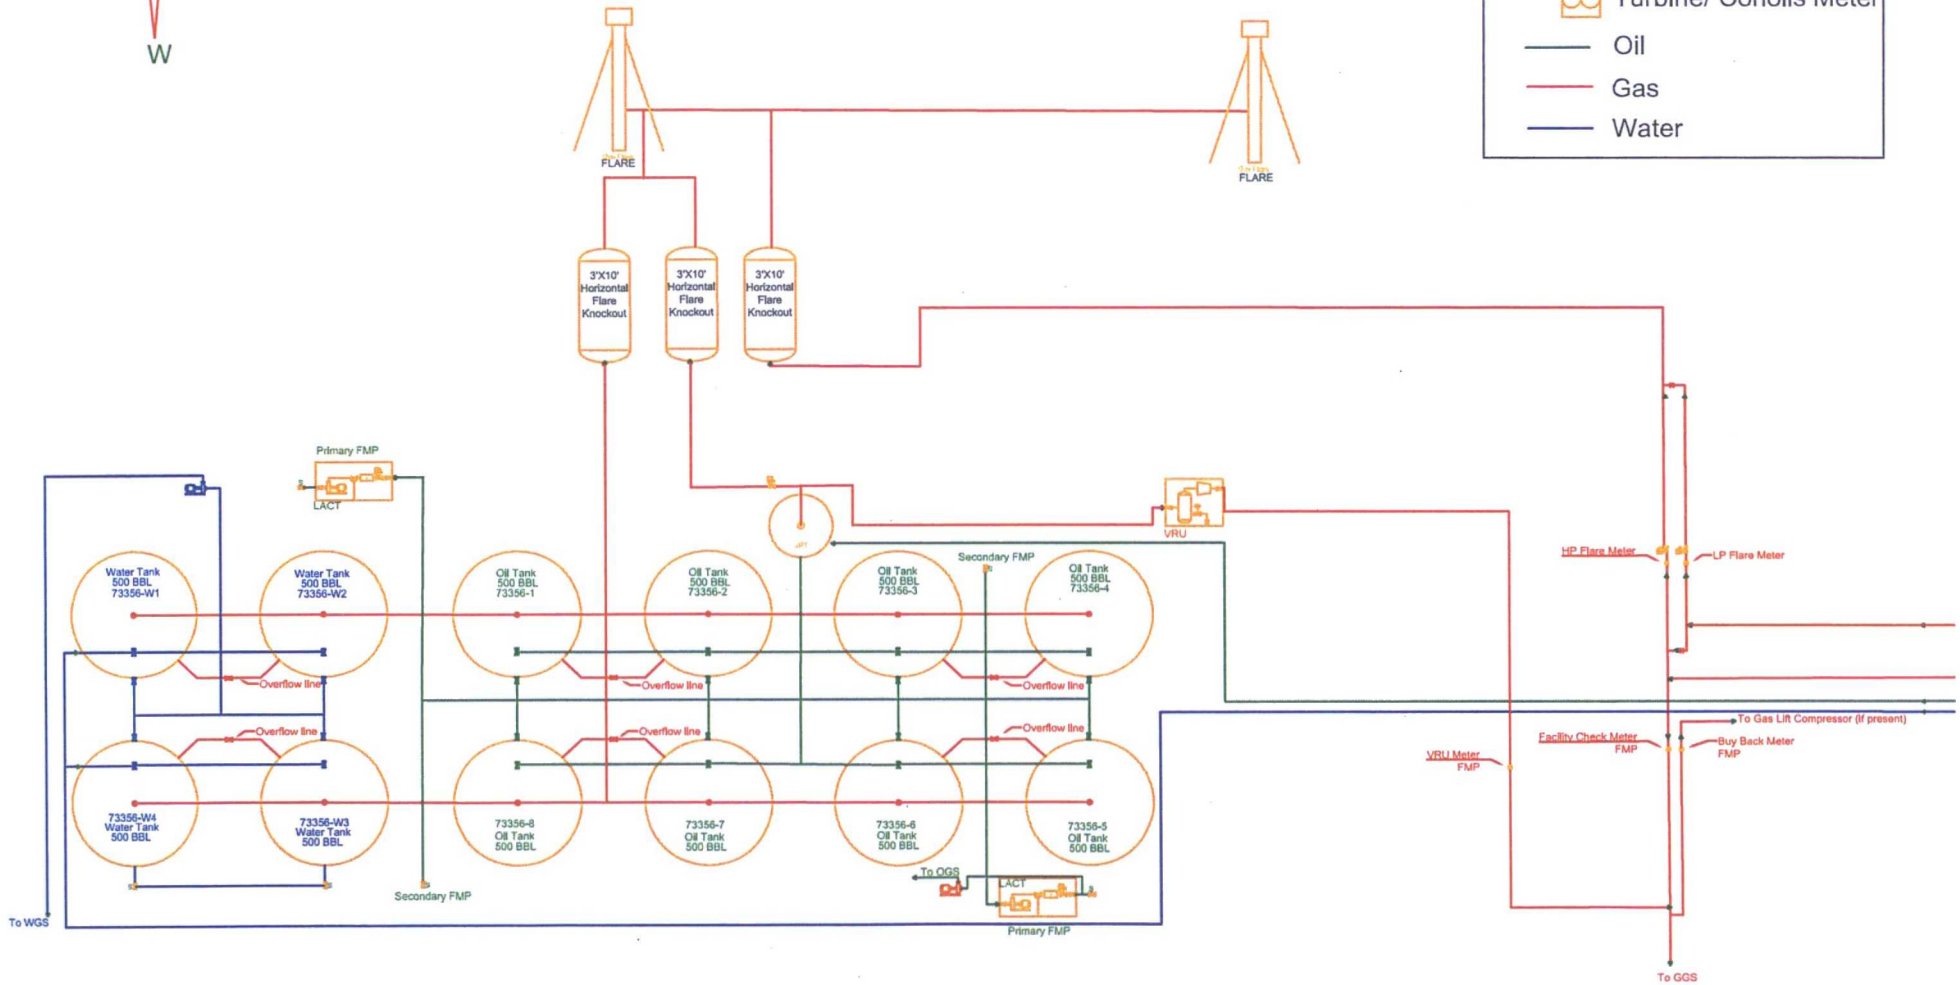 Turbine/ Coriolis Meter
W
Oil
Gas
Water
FLARE
FLARE
3'X10'
Horizontal
Flare
Knockout
3'X10'
Horizontal
Flare
Knockout
3'X10'
Horizontal
Flare
Knockout
Primary FMP
LACT
VRU
Secondary FMP
HP Flare Meter
LP Flare Meter
Water Tank
500 BBL
73356-W1
Water Tank
500 BBL
73356-W2
Oil Tank
500 BBL
73356-1
Oil Tank
500 BBL
73356-2
Oil Tank
500 BBL
73356-3
Oil Tank
500 BBL
73356-4
Overflow line
Overflow line
Overflow line
Overflow line
Overflow line
Overflow line
To Gas Lift Compressor (if present)
Facility Check Meter
FMP
Buy Back Meter
FMP
VRU Meter
FMP
73356-W4
Water Tank
500 BBL
73356-W3
Water Tank
500 BBL
73356-8
Oil Tank
500 BBL
73356-7
Oil Tank
500 BBL
73356-6
Oil Tank
500 BBL
73356-5
Oil Tank
500 BBL
To OGS
LACT
Secondary FMP
To WGS
Primary FMP
To GGS